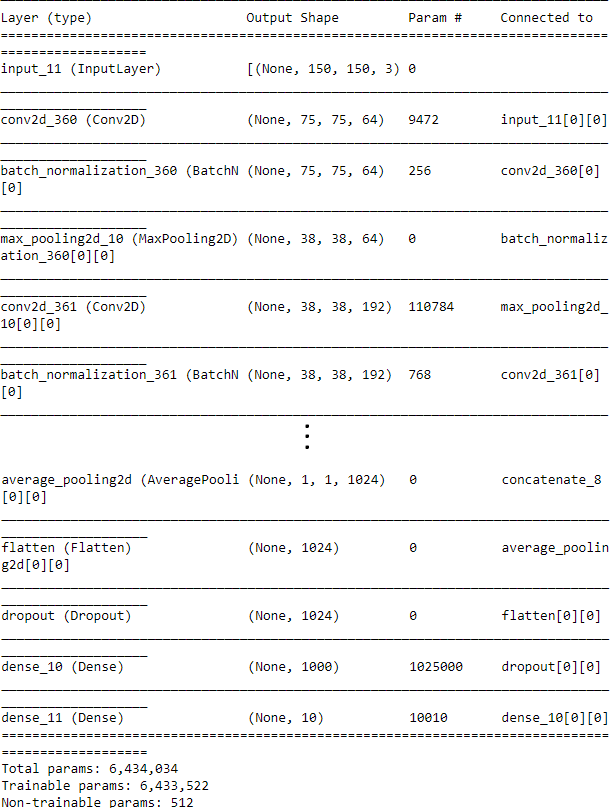 Layer (type) Output Shape Param # Connected to
==================================================================================================
input_11 (InputLayer) [(None, 150, 150, 3) 0
__________________________________________________________________________________________________
conv2d_360 (Conv2D) (None, 75, 75, 64) 9472 input_11[0][0]
__________________________________________________________________________________________________
batch_normalization_360 (BatchN (None, 75, 75, 64) 256 conv2d_360[0]
[0]
__________________________________________________________________________________________________
max_pooling2d_10 (MaxPooling2D) (None, 38, 38, 64) 0 batch_normaliz
ation_360[0][0]
__________________________________________________________________________________________________
conv2d_361 (Conv2D) (None, 38, 38, 192) 110784 max_pooling2d_
10[0][0]
__________________________________________________________________________________________________
batch_normalization_361 (BatchN (None, 38, 38, 192) 768 conv2d_361[0]
[0]
__________________________________________________________________________________________________
⋮
average_pooling2d (AveragePooli (None, 1, 1, 1024) 0 concatenate_8
[0][0]
__________________________________________________________________________________________________
flatten (Flatten) (None, 1024) 0 average_poolin
g2d[0][0]
__________________________________________________________________________________________________
dropout (Dropout) (None, 1024) 0 flatten[0][0]
__________________________________________________________________________________________________
dense_10 (Dense) (None, 1000) 1025000 dropout[0][0]
__________________________________________________________________________________________________
dense_11 (Dense) (None, 10) 10010 dense_10[0][0]
==================================================================================================
Total params: 6,434,034
Trainable params: 6,433,522
Non-trainable params: 512